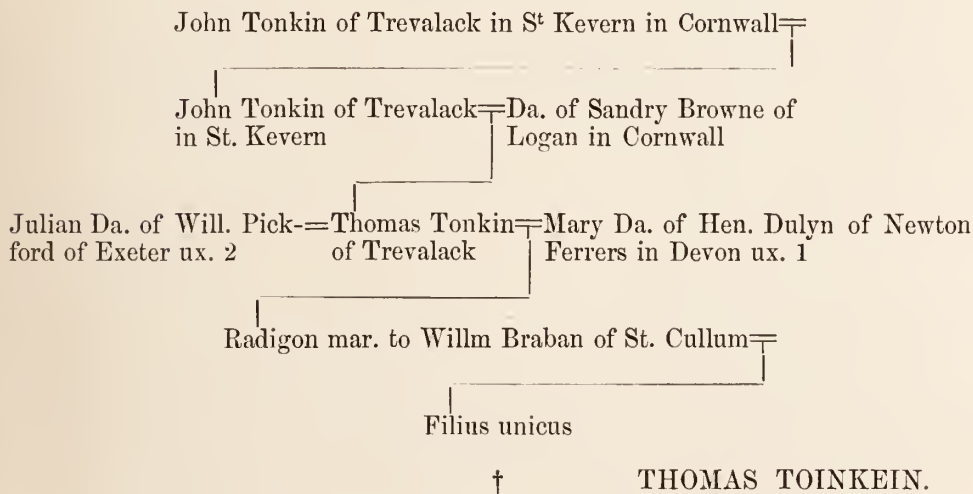 John Tonkin of Trevalack in Sᵗ Kevern in Cornwall
John Tonkin of Trevalack=Da. of Sandry Browne of
in St. Kevern Logan in Cornwall
Julian Da. of Will. Pick-=Thomas Tonkin=Mary Da. of Hen. Dulyn of Newton
ford of Exeter ux. 2 of Trevalack Ferrers in Devon ux. 1
Radigon mar. to Willm Braban of St. Cullum=
Filius unicus
† THOMAS TOINKEIN.